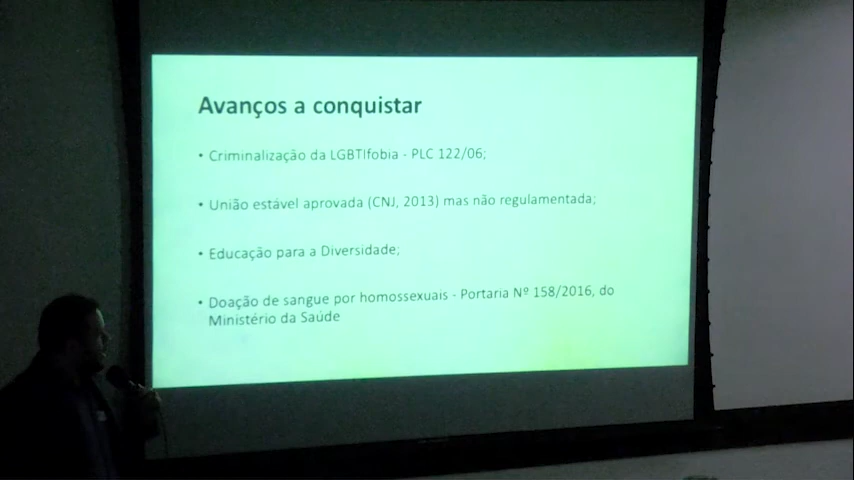 Avanços a conquistar
• Criminalização da LGBTIfobia - PLC 122/06;
• União estável aprovada (CNJ, 2013) mas não regulamentada;
• Educação para a Diversidade;
• Doação de sangue por homossexuais - Portaria Nº 158/2016, do
Ministério da Saúde